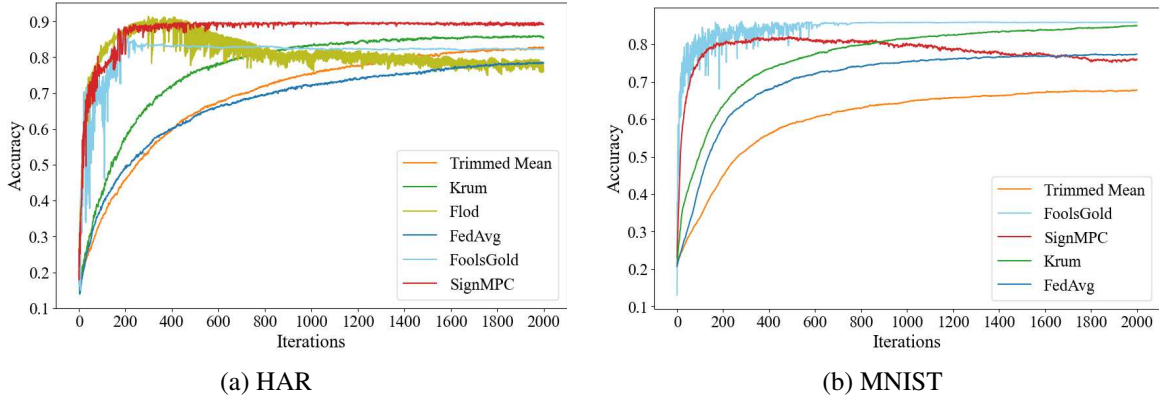 0.9
0.8
0.7
0.9
0.5
0.4
0.3
0.2
0.1
Accuracy
Trimmed Mean
Krum
Flod
FedAvg
FoolsGold
SignMPC
0 200 400 600 800 1000 1200 1400 1600 1800 2000
Iterations
(a) HAR
0.8
0.7
0.6
0.5
0.4
0.3
0.2
0.1
Accuracy
Trimmed Mean
FoolsGold
SignMPC
Krum
FedAvg
0 200 400 600 800 1000 1200 1400 1600 1800 2000
Iterations
(b) MNIST